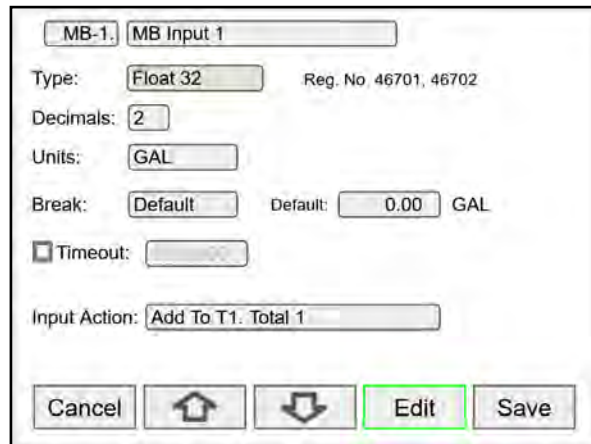 MB-1. MB Input 1
Type: Float 32 Reg. No. 46701, 46702
Decimals: 2
Units: GAL
Break: Default Default: 0.00 GAL
Timeout:
Input Action: Add To T1. Total 1
Cancel Edit Save